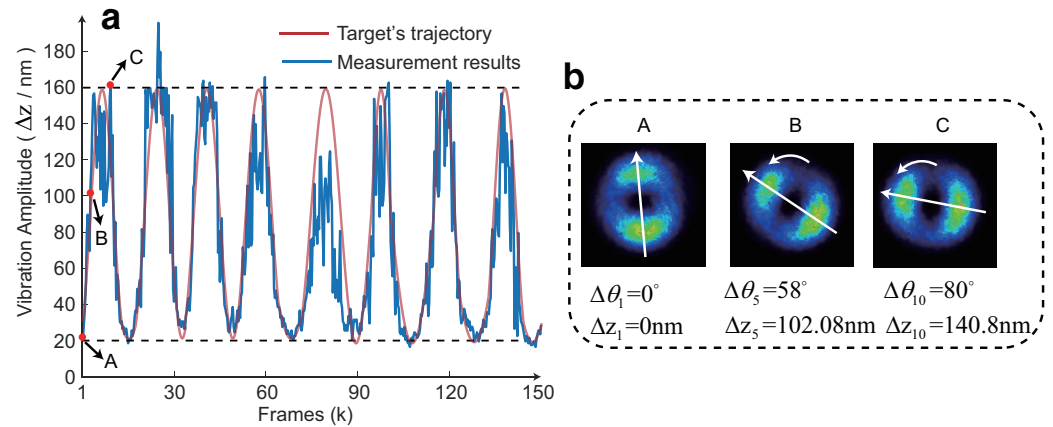 a
Target's trajectory
Measurement results
Vibration Amplitude ( Δz / nm )
180
160
140
120
100
80
60
40
20
0
C
B
A
1
30
60
90
120
150
Frames (k)
b
A
B
C
Δθ₁=0°
Δθ₅=58°
Δθ₁₀=80°
Δz₁=0nm
Δz₅=102.08nm
Δz₁₀=140.8nm